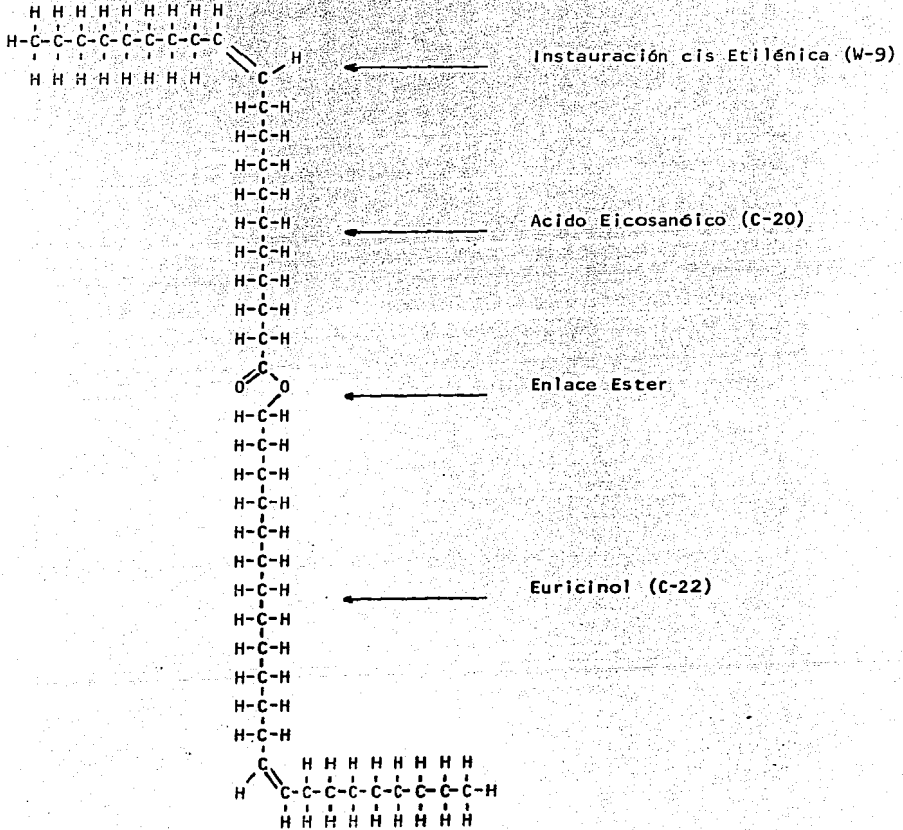 H H H H H H H H H
H-C-C-C-C-C-C-C-C-C
H H H H H H H H
H
C
Instauración cis Etilénica (W-9)
H-C-H
H-C-H
H-C-H
H-C-H
H-C-H
Acido Eicosanóico (C-20)
H-C-H
H-C-H
H-C-H
H-C-H
C
O O
Enlace Ester
H-C-H
H-C-H
H-C-H
H-C-H
H-C-H
H-C-H
H-C-H
Euricinol (C-22)
H-C-H
H-C-H
H-C-H
H-C-H
H-C-H
C H H H H H H H H
H C-C-C-C-C-C-C-C-C-H
H H H H H H H H H